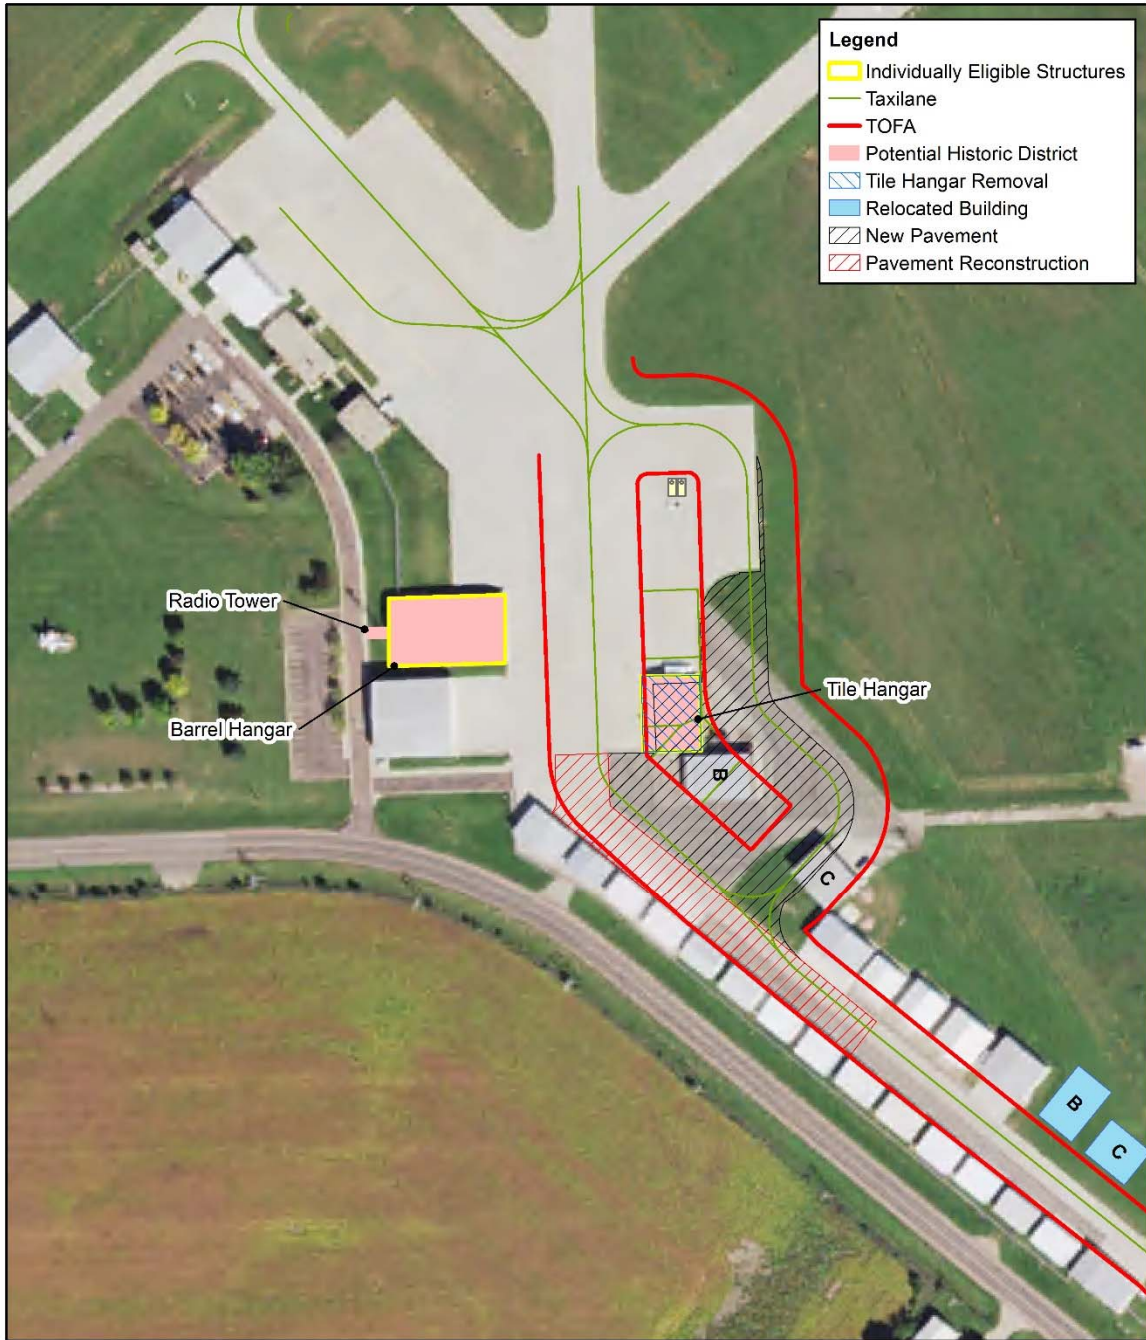 Legend
Individually Eligible Structures
Taxilane
TOFA
Potential Historic District
Tile Hangar Removal
Relocated Building
New Pavement
Pavement Reconstruction
Radio Tower
Tile Hangar
Barrel Hangar
B
C
B
C